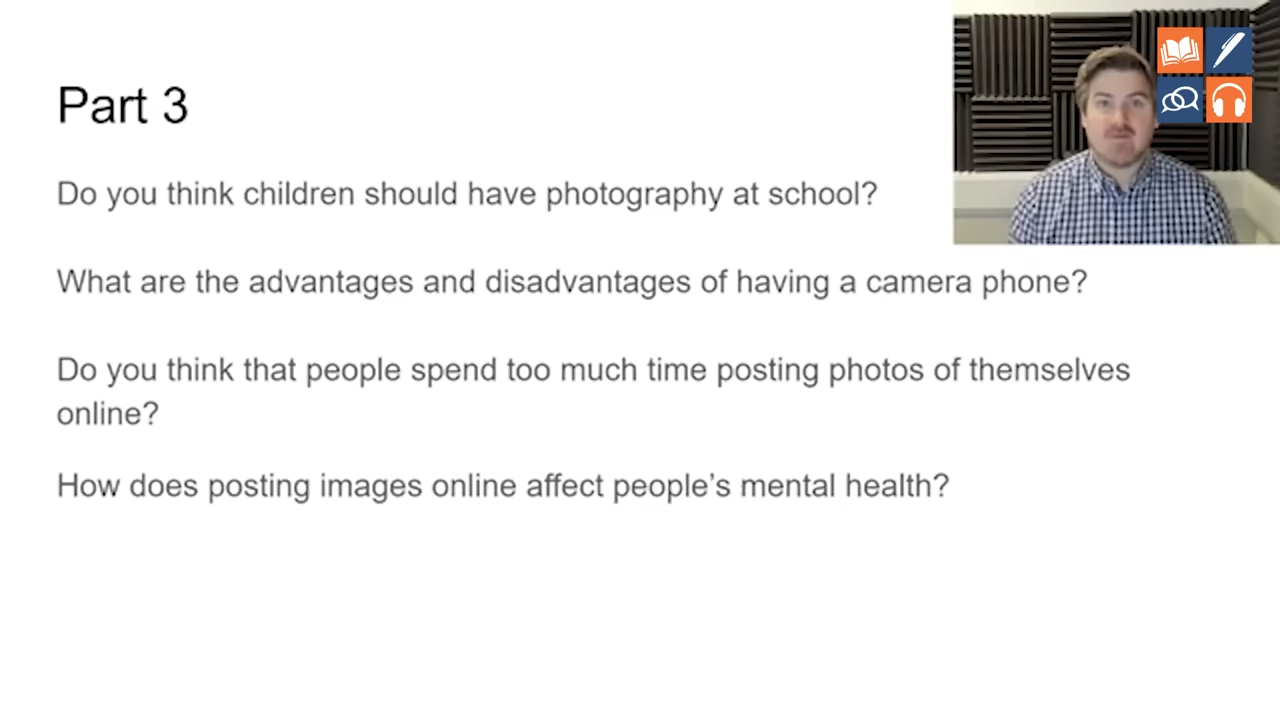 Part 3
Do you think children should have photography at school?
What are the advantages and disadvantages of having a camera phone?
Do you think that people spend too much time posting photos of themselves
online?
How does posting images online affect people’s mental health?